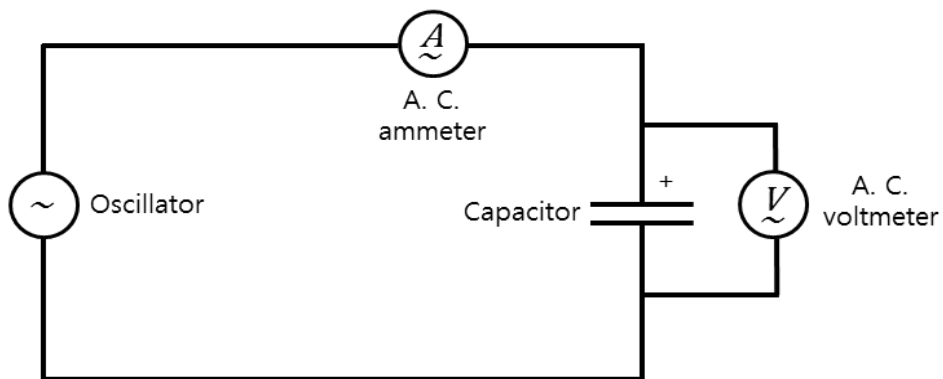 A
~
A. C.
ammeter
~
Oscillator
Capacitor
+
V
~
A. C.
voltmeter